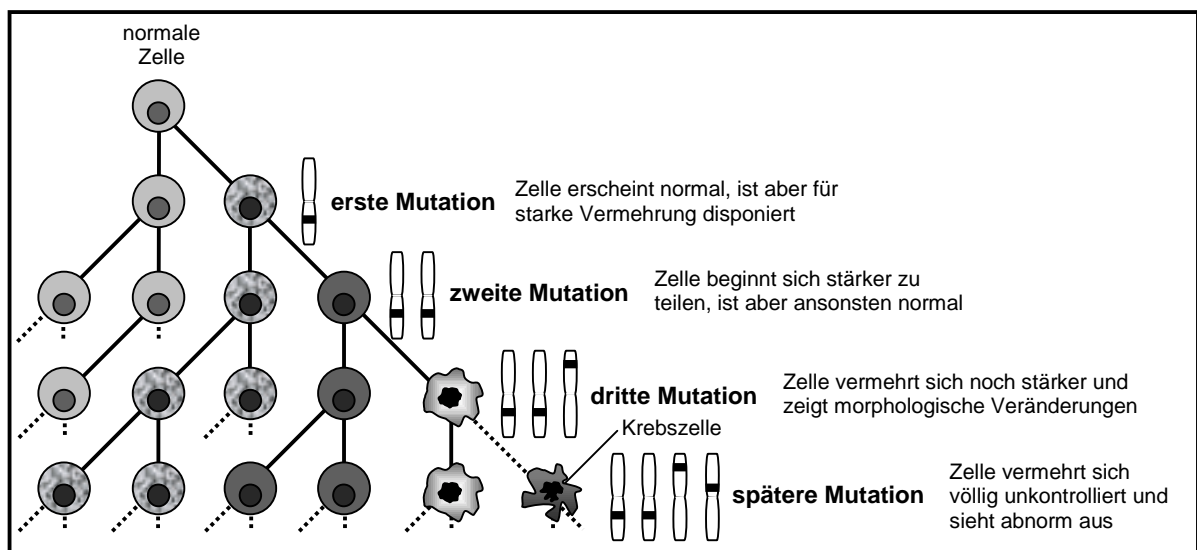 normale
Zelle
erste Mutation
Zelle erscheint normal, ist aber für
starke Vermehrung disponiert
zweite Mutation
Zelle beginnt sich stärker zu
teilen, ist aber ansonsten normal
dritte Mutation
Zelle vermehrt sich noch stärker und
zeigt morphologische Veränderungen
Krebszelle
spätere Mutation
Zelle vermehrt sich
völlig unkontrolliert und
sieht abnorm aus